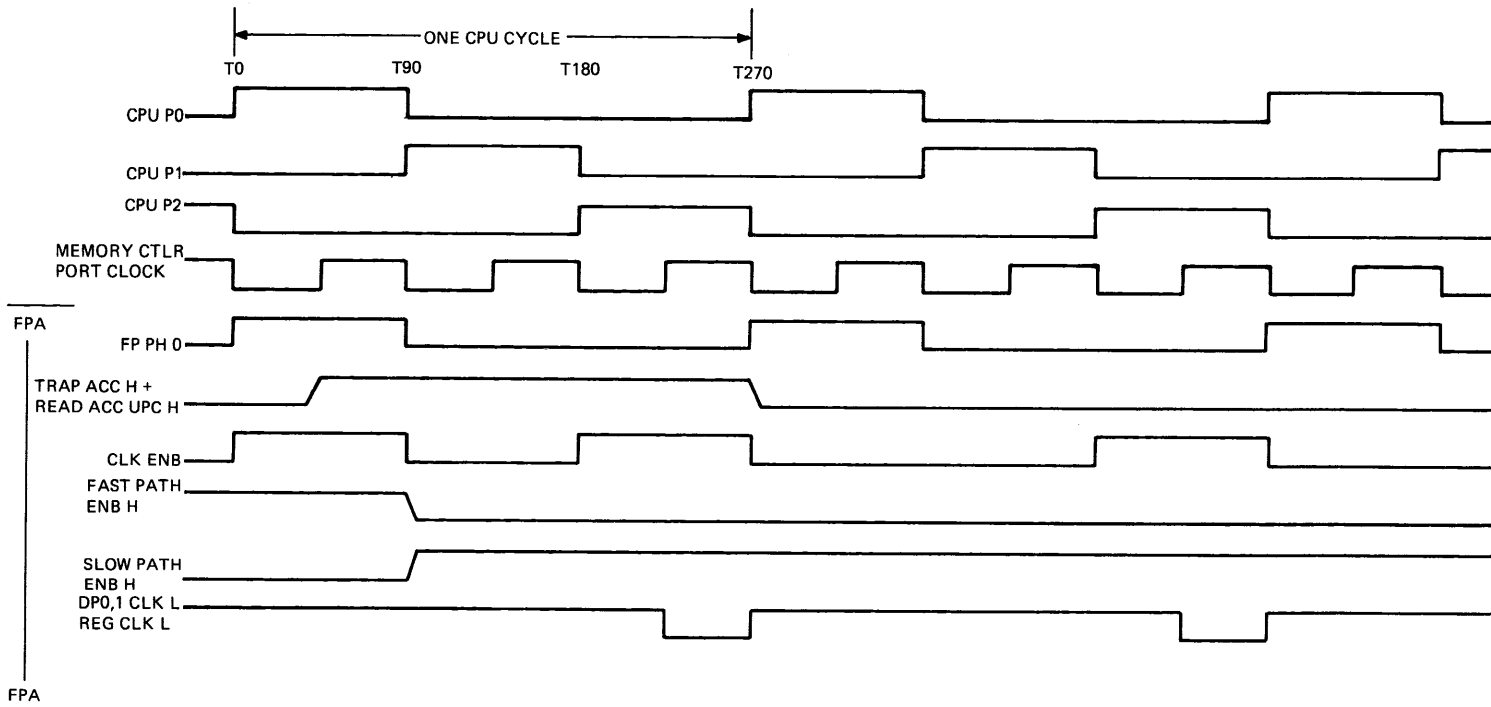 ONE CPU CYCLE
T0 T90 T180 T270
CPU P0
CPU P1
CPU P2
MEMORY CTLR
PORT CLOCK
FPA
FP PH 0
TRAP ACC H +
READ ACC UPC H
CLK ENB
FAST PATH
ENB H
SLOW PATH
ENB H
DP0,1 CLK L
REG CLK L
FPA